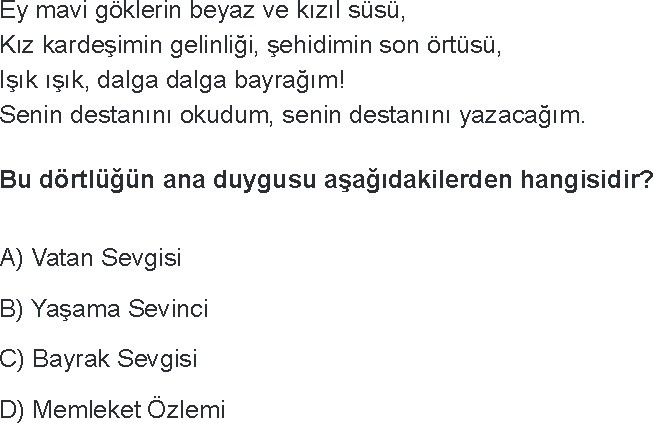 Ey mavi göklerin beyaz ve kızıl süsü,
Kız kardeşimin gelinliği, şehidimin son örtüsü,
Işık ışık, dalga dalga bayrağım!
Senin destanını okudum, senin destanını yazacağım.
Bu dörtlüğün ana duygusu aşağıdakilerden hangisidir?
A) Vatan Sevgisi
B) Yaşama Sevinci
C) Bayrak Sevgisi
D) Memleket Özlemi